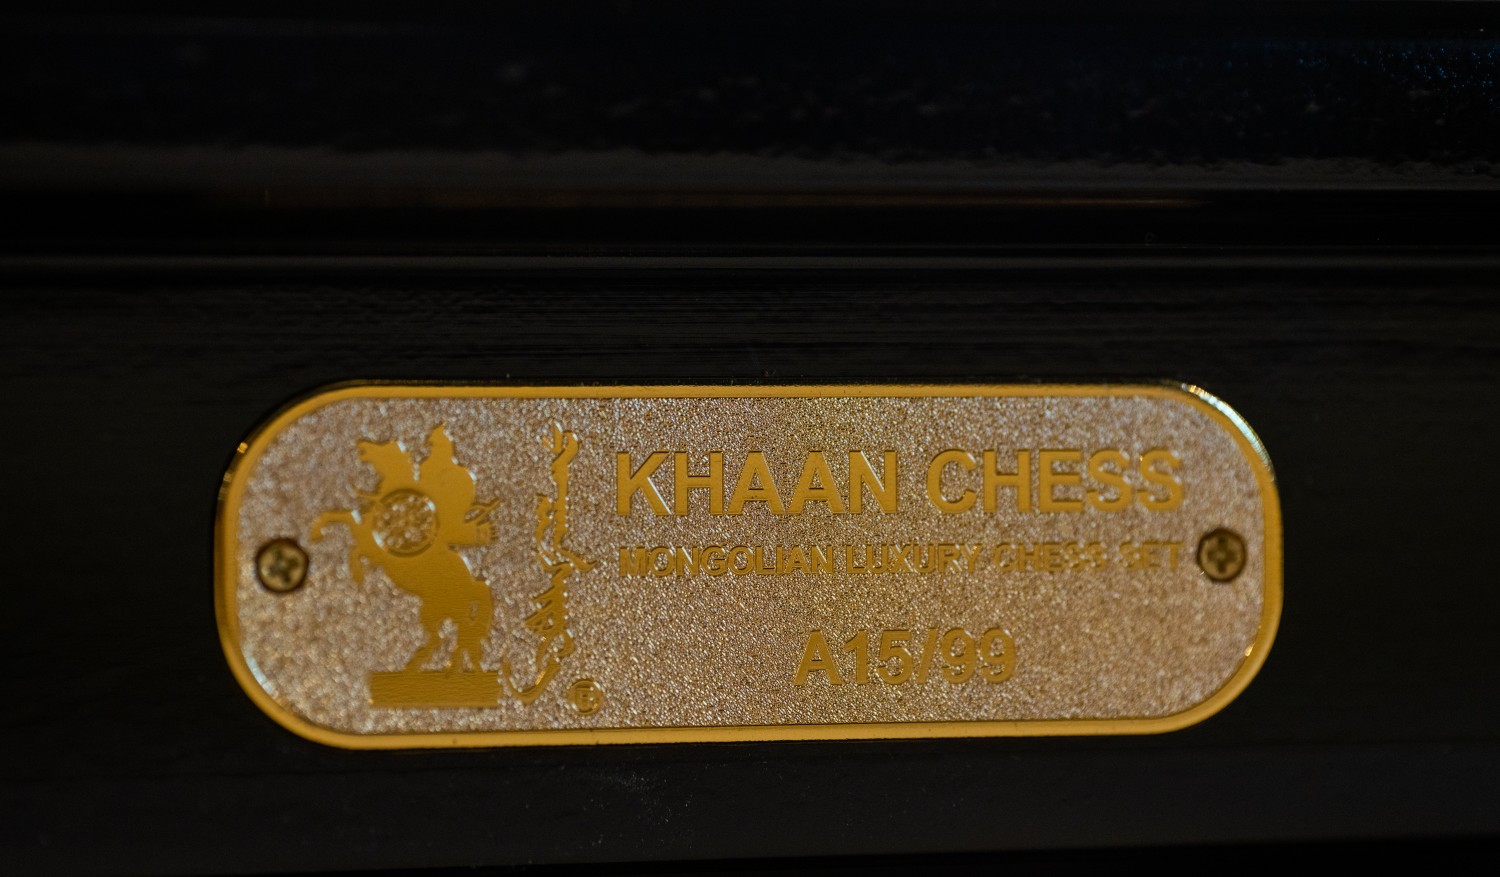 KHAAN CHESS
MONGOLIAN LUXURY CHESS SET
A15/99
®